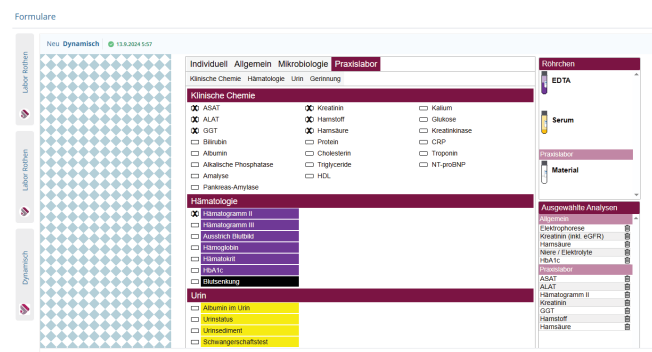 Formulare
Neu Dynamisch 13.9.2024 5:57
Labor Rothen
Labor Rothen
Dynamisch
Individuell Allgemein Mikrobiologie Praxislabor
Klinische Chemie Hämatologie Urin Gerinnung
Klinische Chemie
ASAT Kreatinin Kalium
ALAT Harnstoff Glukose
GGT Harnsäure Kreatinkinase
Bilirubin Protein CRP
Albumin Cholesterin Troponin
Alkalische Phosphatase Triglyceride NT-proBNP
Amylase HDL
Pankreas-Amylase
Hämatologie
Hämatogramm II
Hämatogramm III
Ausstrich Blutbild
Hämoglobin
Hämatokrit
HbA1c
Blutsenkung
Urin
Albumin im Urin
Urinstatus
Urinsediment
Schwangerschaftstest
Röhrchen
EDTA
Serum
Praxislabor
Material
Ausgewählte Analysen
Allgemein
Elektrophorese
Kreatinin (inkl. eGFR)
Harnsäure
Niere / Elektrolyte
HbA1c
Praxislabor
ASAT
ALAT
Hämatogramm II
Kreatinin
GGT
Harnstoff
Harnsäure